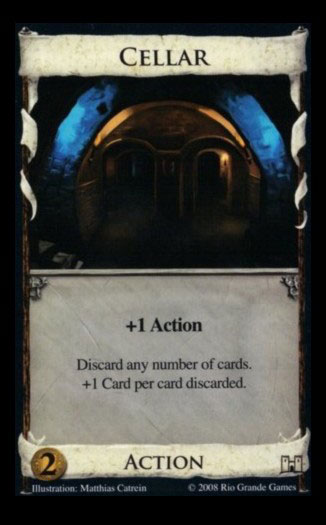 CELLAR
+1 Action
Discard any number of cards.
+1 Card per card discarded.
2
ACTION
Illustration: Matthias Catrein
© 2008 Rio Grande Games